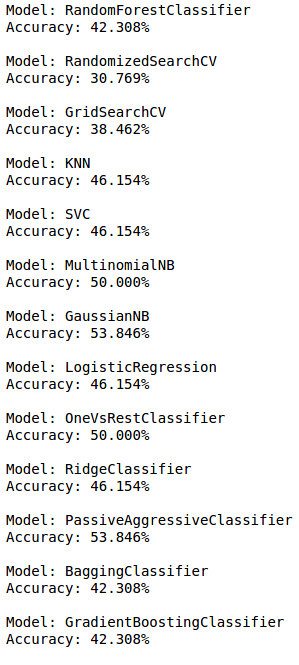 Model: RandomForestClassifier
Accuracy: 42.308%
Model: RandomizedSearchCV
Accuracy: 30.769%
Model: GridSearchCV
Accuracy: 38.462%
Model: KNN
Accuracy: 46.154%
Model: SVC
Accuracy: 46.154%
Model: MultinomialNB
Accuracy: 50.000%
Model: GaussianNB
Accuracy: 53.846%
Model: LogisticRegression
Accuracy: 46.154%
Model: OneVsRestClassifier
Accuracy: 50.000%
Model: RidgeClassifier
Accuracy: 46.154%
Model: PassiveAggressiveClassifier
Accuracy: 53.846%
Model: BaggingClassifier
Accuracy: 42.308%
Model: GradientBoostingClassifier
Accuracy: 42.308%